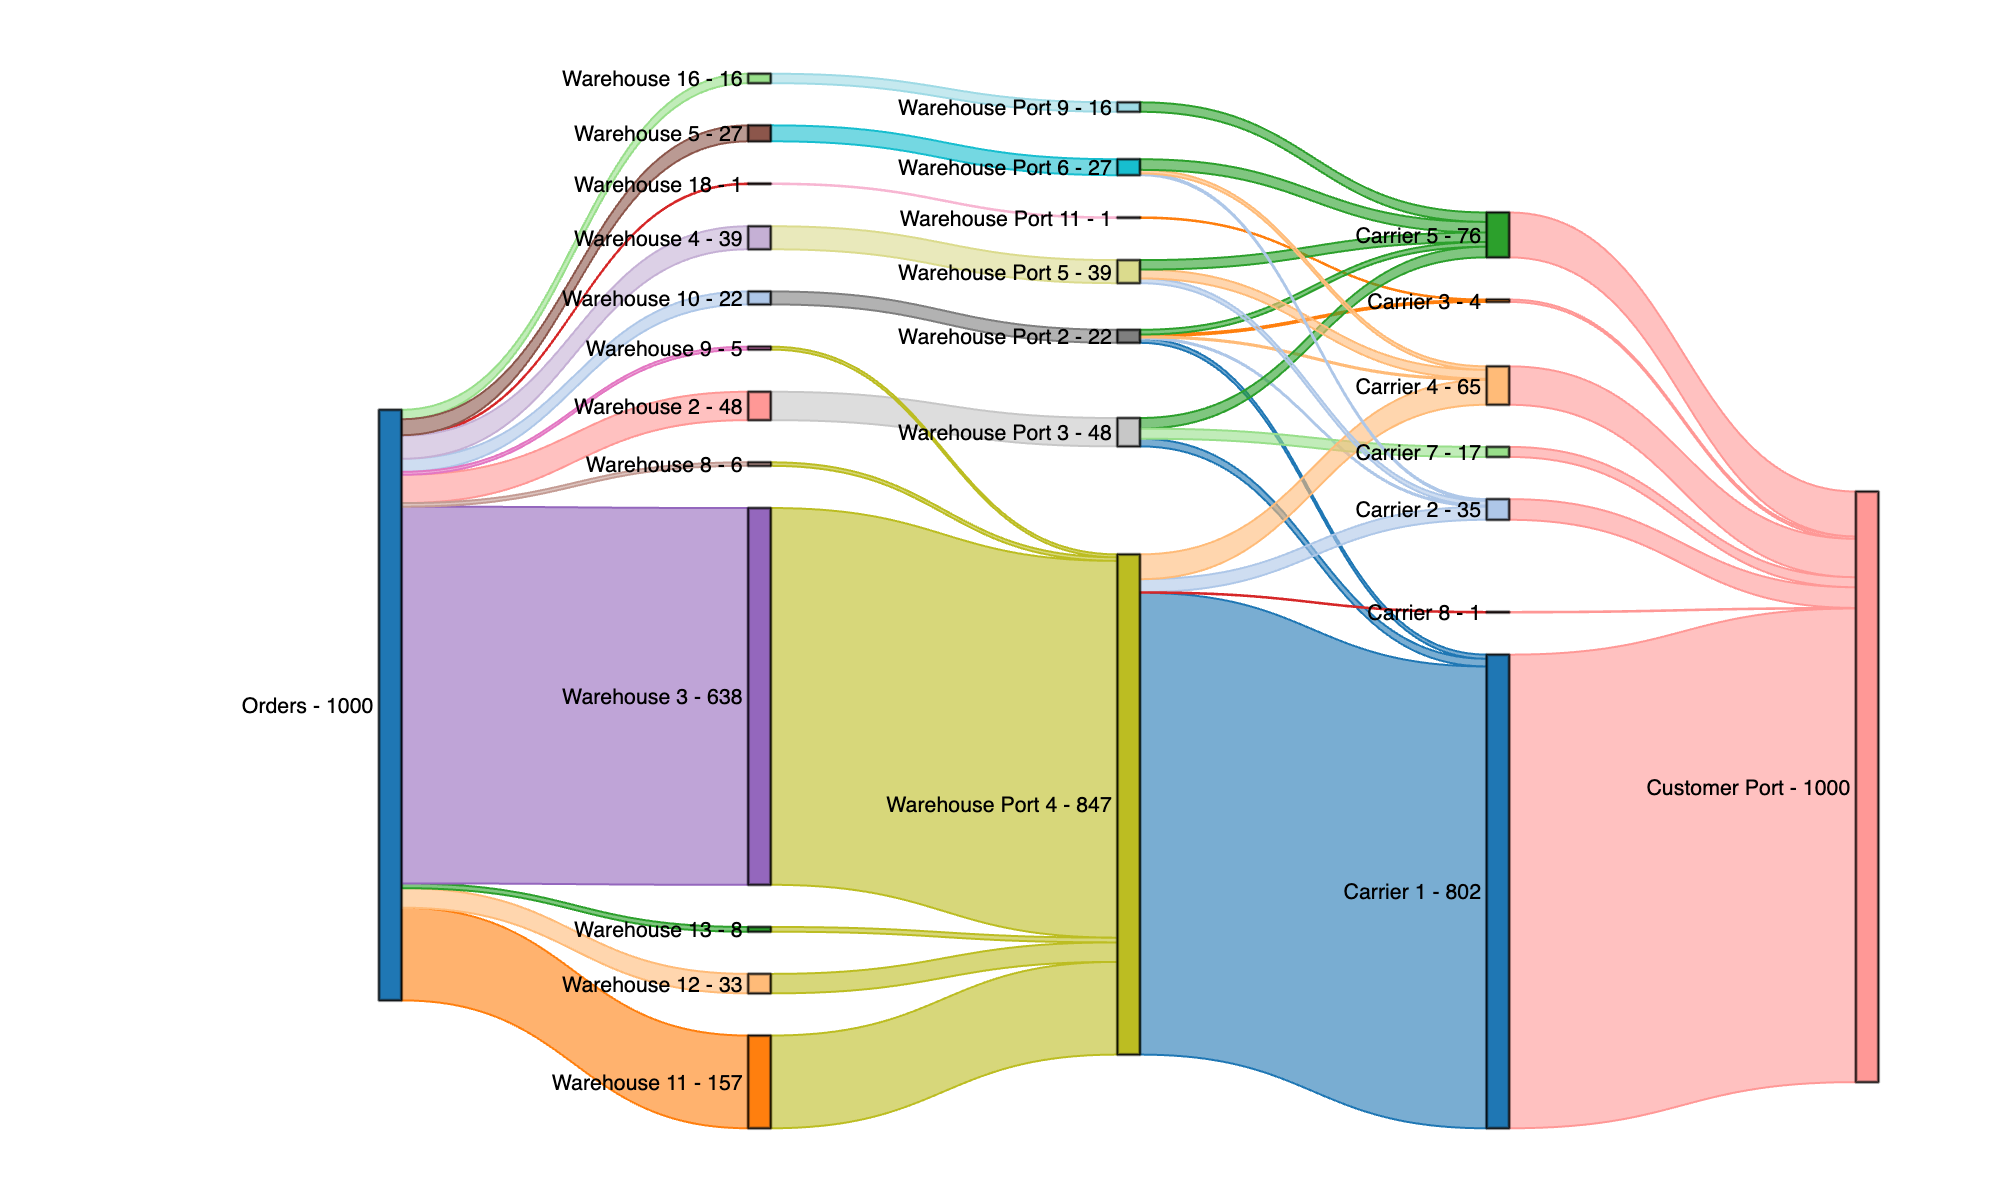 Orders - 1000
Warehouse 16 - 16
Warehouse 5 - 27
Warehouse 18 - 1
Warehouse 4 - 39
Warehouse 10 - 22
Warehouse 9 - 5
Warehouse 2 - 48
Warehouse 8 - 6
Warehouse 3 - 638
Warehouse 13 - 8
Warehouse 12 - 33
Warehouse 11 - 157
Warehouse Port 9 - 16
Warehouse Port 6 - 27
Warehouse Port 11 - 1
Warehouse Port 5 - 39
Warehouse Port 2 - 22
Warehouse Port 3 - 48
Warehouse Port 4 - 847
Carrier 5 - 76
Carrier 3 - 4
Carrier 4 - 65
Carrier 7 - 17
Carrier 2 - 35
Carrier 8 - 1
Carrier 1 - 802
Customer Port - 1000